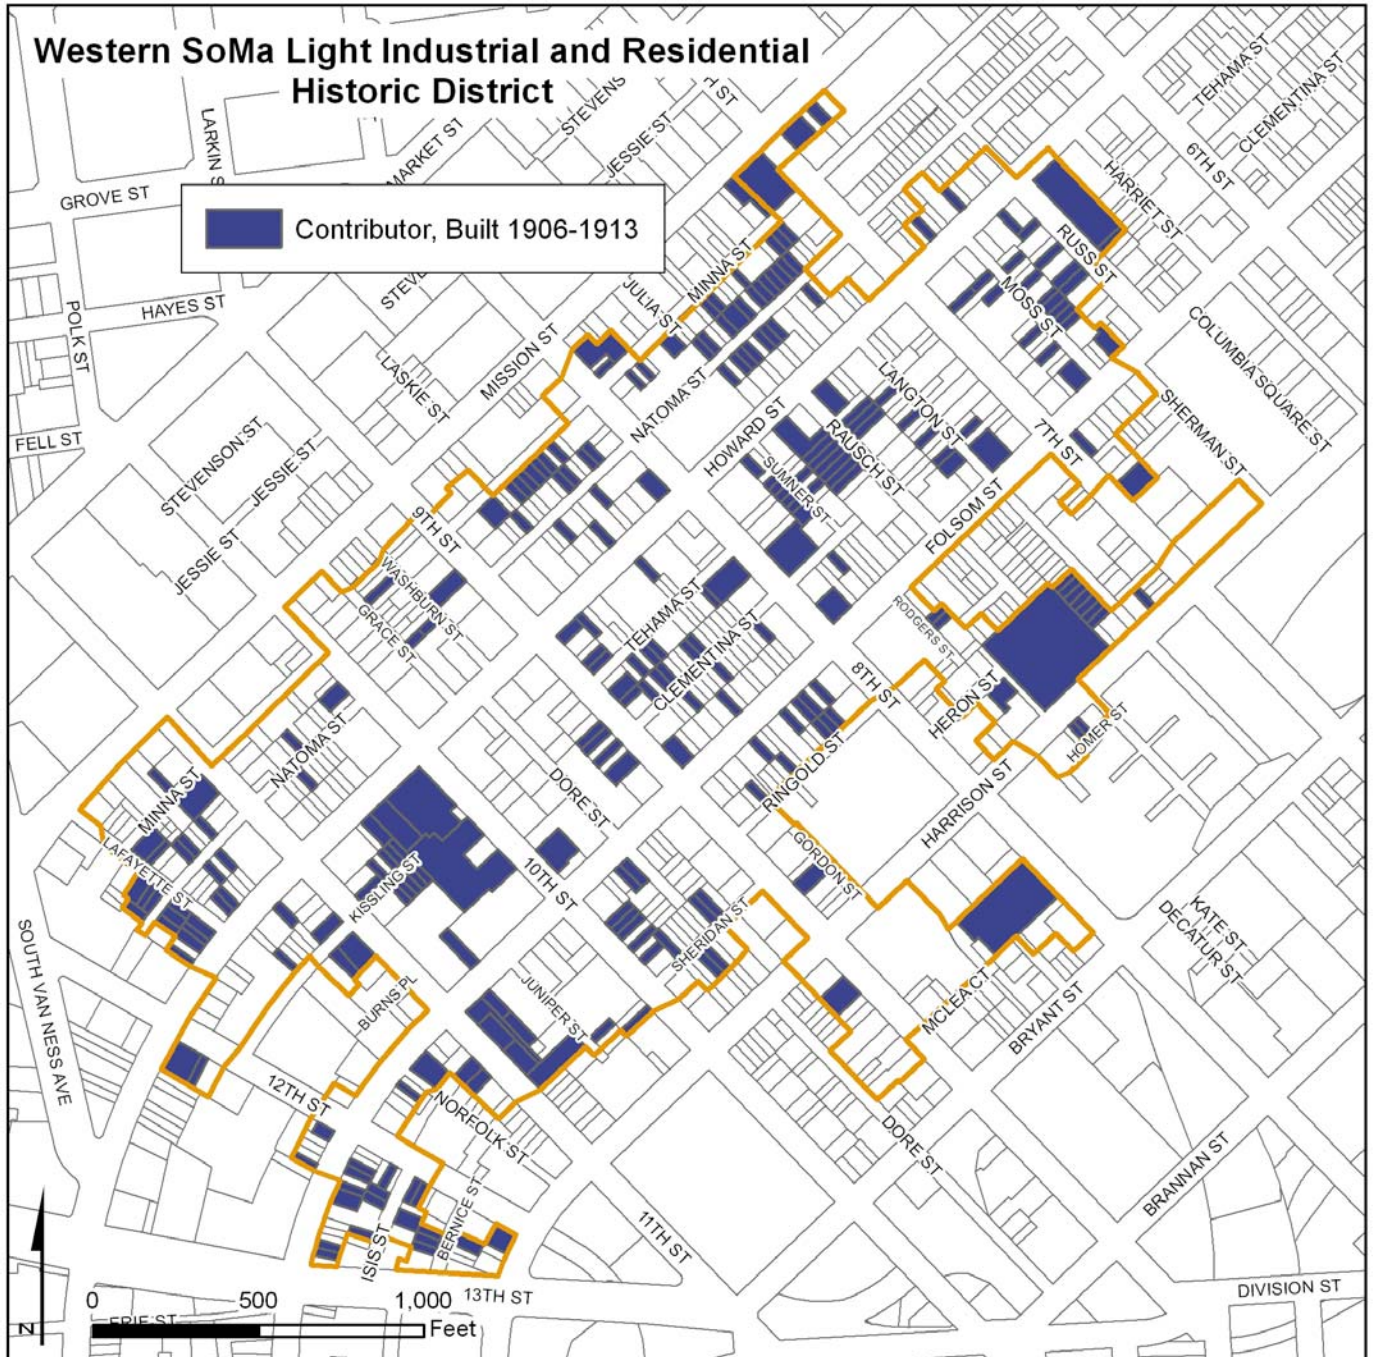 Western SoMa Light Industrial and Residential
Historic District
Contributor, Built 1906-1913
STEVENS
H ST
TEHAMA ST
CLEMENTINA ST
LARKIN S
MARKET ST
JESSIE ST
6TH ST
GROVE ST
HARRIET ST
RUSS ST
HAYES ST
STEVE
MINNA ST
JULIA ST
MOSS ST
POLK ST
MISSION ST
COLUMBIA SQUARE ST
LASKIE ST
NATOMA ST
LANGTON ST
SHERMAN ST
FELL ST
HOWARD ST
RAUSCH ST
7TH ST
STEVENSON ST
JESSIE ST
SUMNER ST
FOLSOM ST
9TH ST
JESSIE ST
WASHBURN ST
GRACE ST
TEHAMA ST
CLEMENTINA ST
RODGERS ST
8TH ST
HERON ST
HOMER ST
NATOMA ST
MINNA ST
DORE ST
RINGOLD ST
HARRISON ST
LAFAYETTE ST
KISSLING ST
10TH ST
GORDON ST
SHERIDAN ST
KATE ST
DECATUR ST
SOUTH VAN NESS AVE
BURNS PL
JUNIPER ST
MCLEA CT
BRYANT ST
12TH ST
NORFOLK ST
DORE ST
BRANNAN ST
ISIS ST
BERNICE ST
11TH ST
13TH ST
DIVISION ST
ERIE ST
N
0 500 1,000
Feet